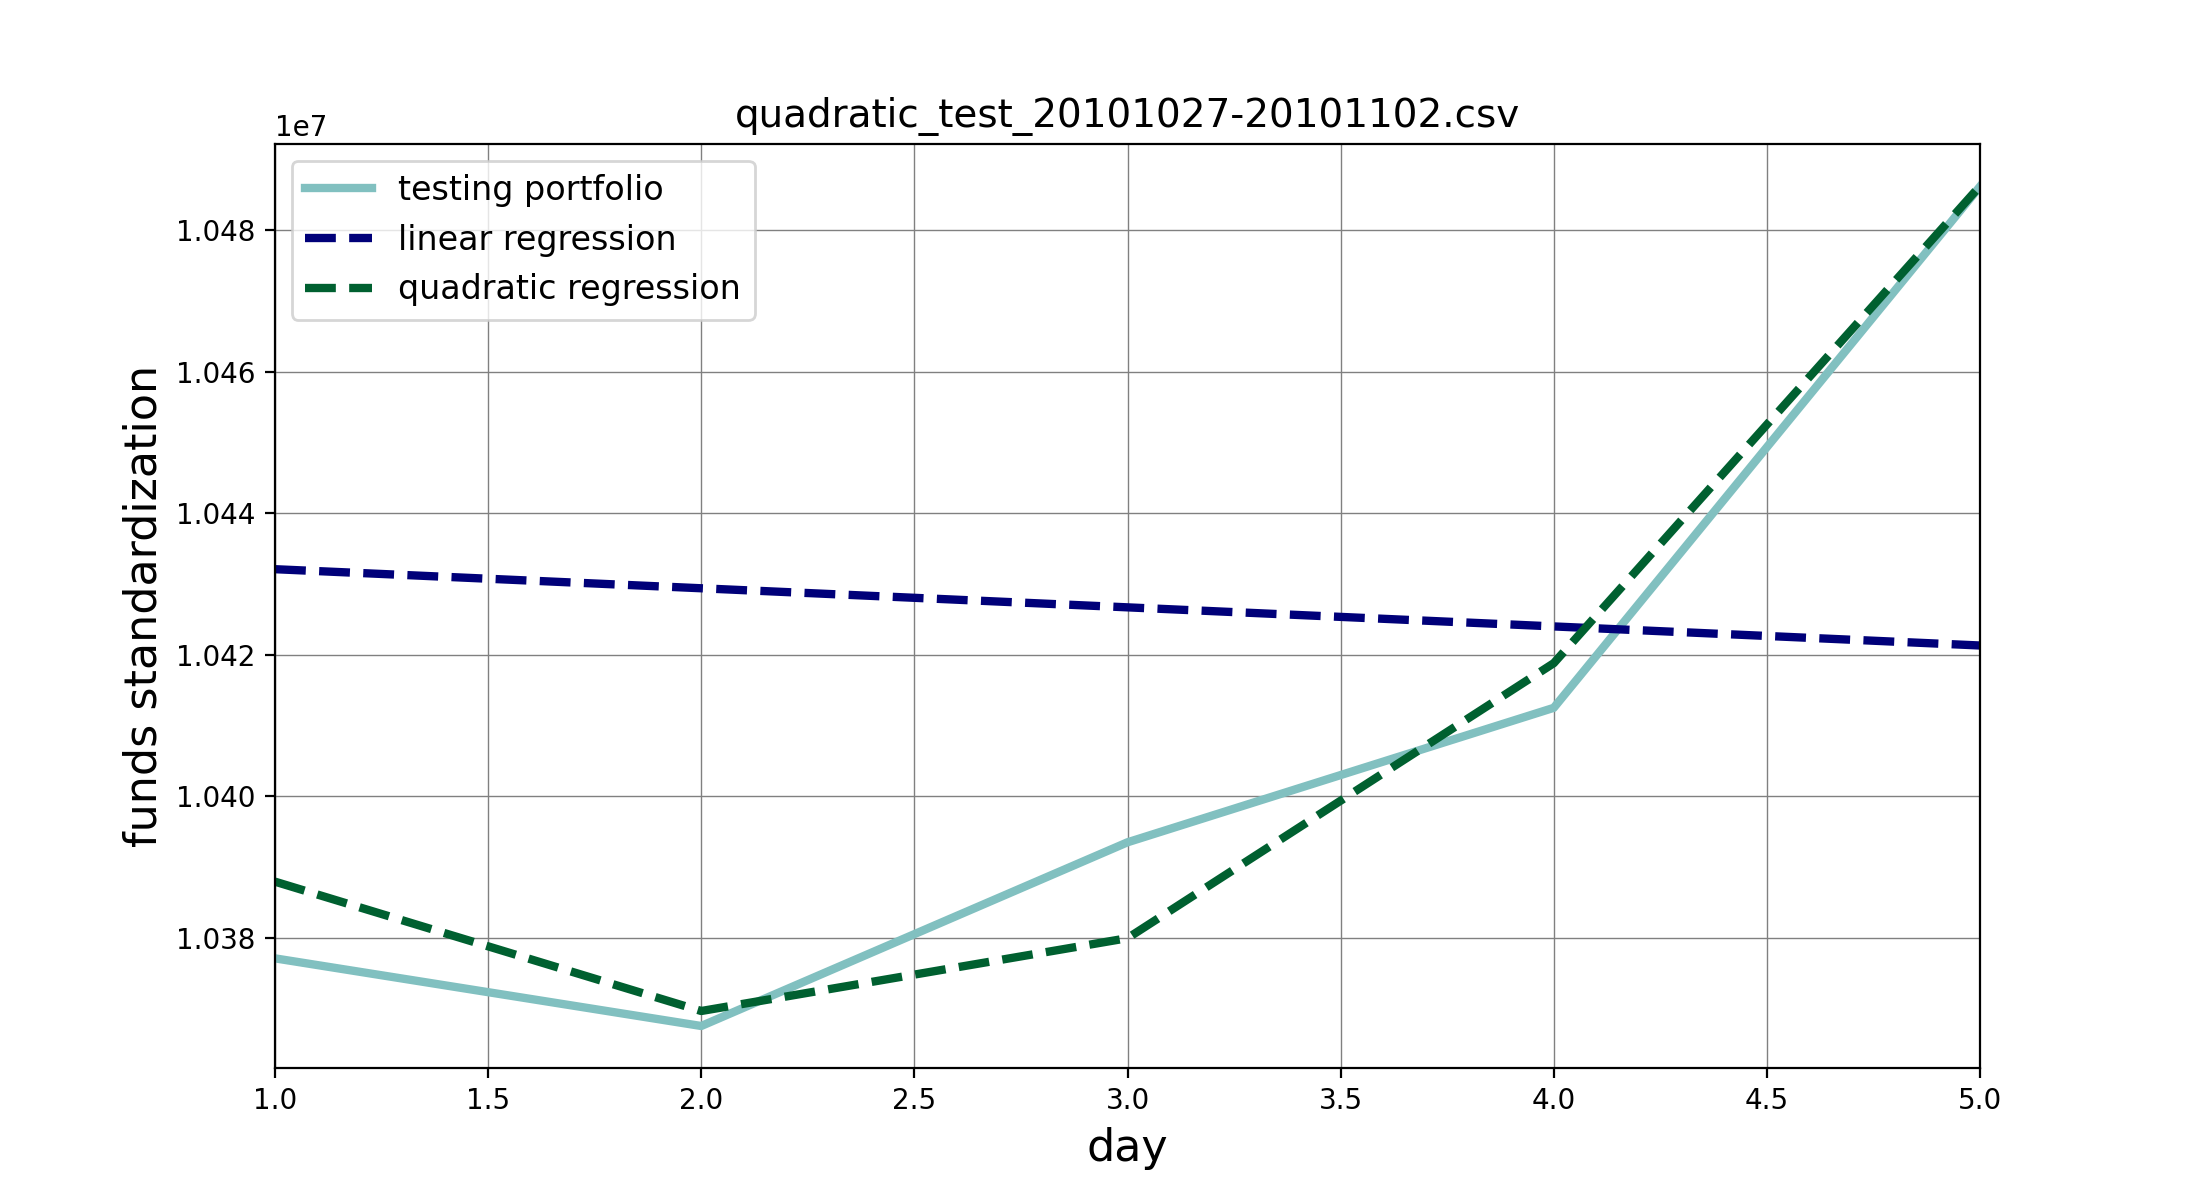 quadratic_test_20101027-20101102.csv
1e7
testing portfolio
linear regression
quadratic regression
1.048
1.046
1.044
1.042
1.040
1.038
funds standardization
1.0 1.5 2.0 2.5 3.0 3.5 4.0 4.5 5.0
day